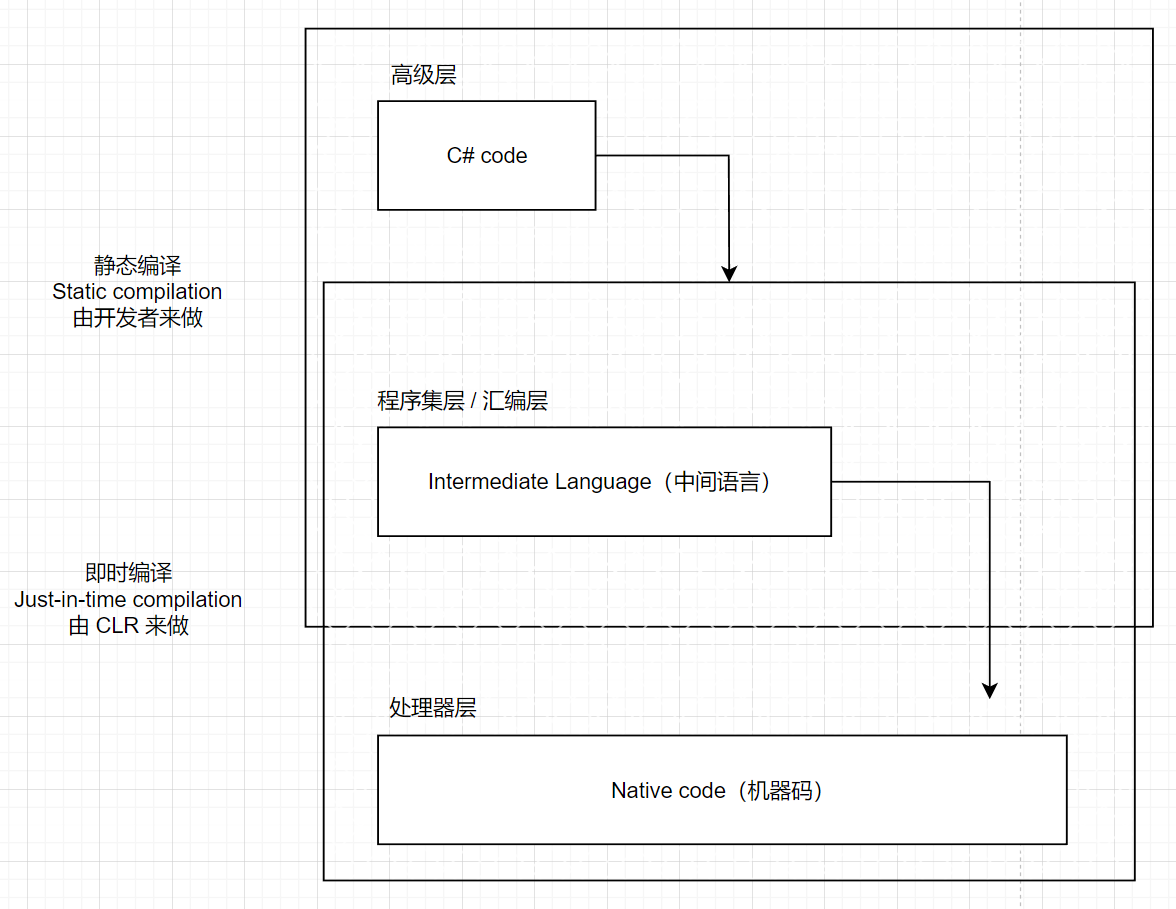 高级层
C# code
静态编译
Static compilation
由开发者来做
程序集层 / 汇编层
Intermediate Language（中间语言）
即时编译
Just-in-time compilation
由 CLR 来做
处理器层
Native code（机器码）